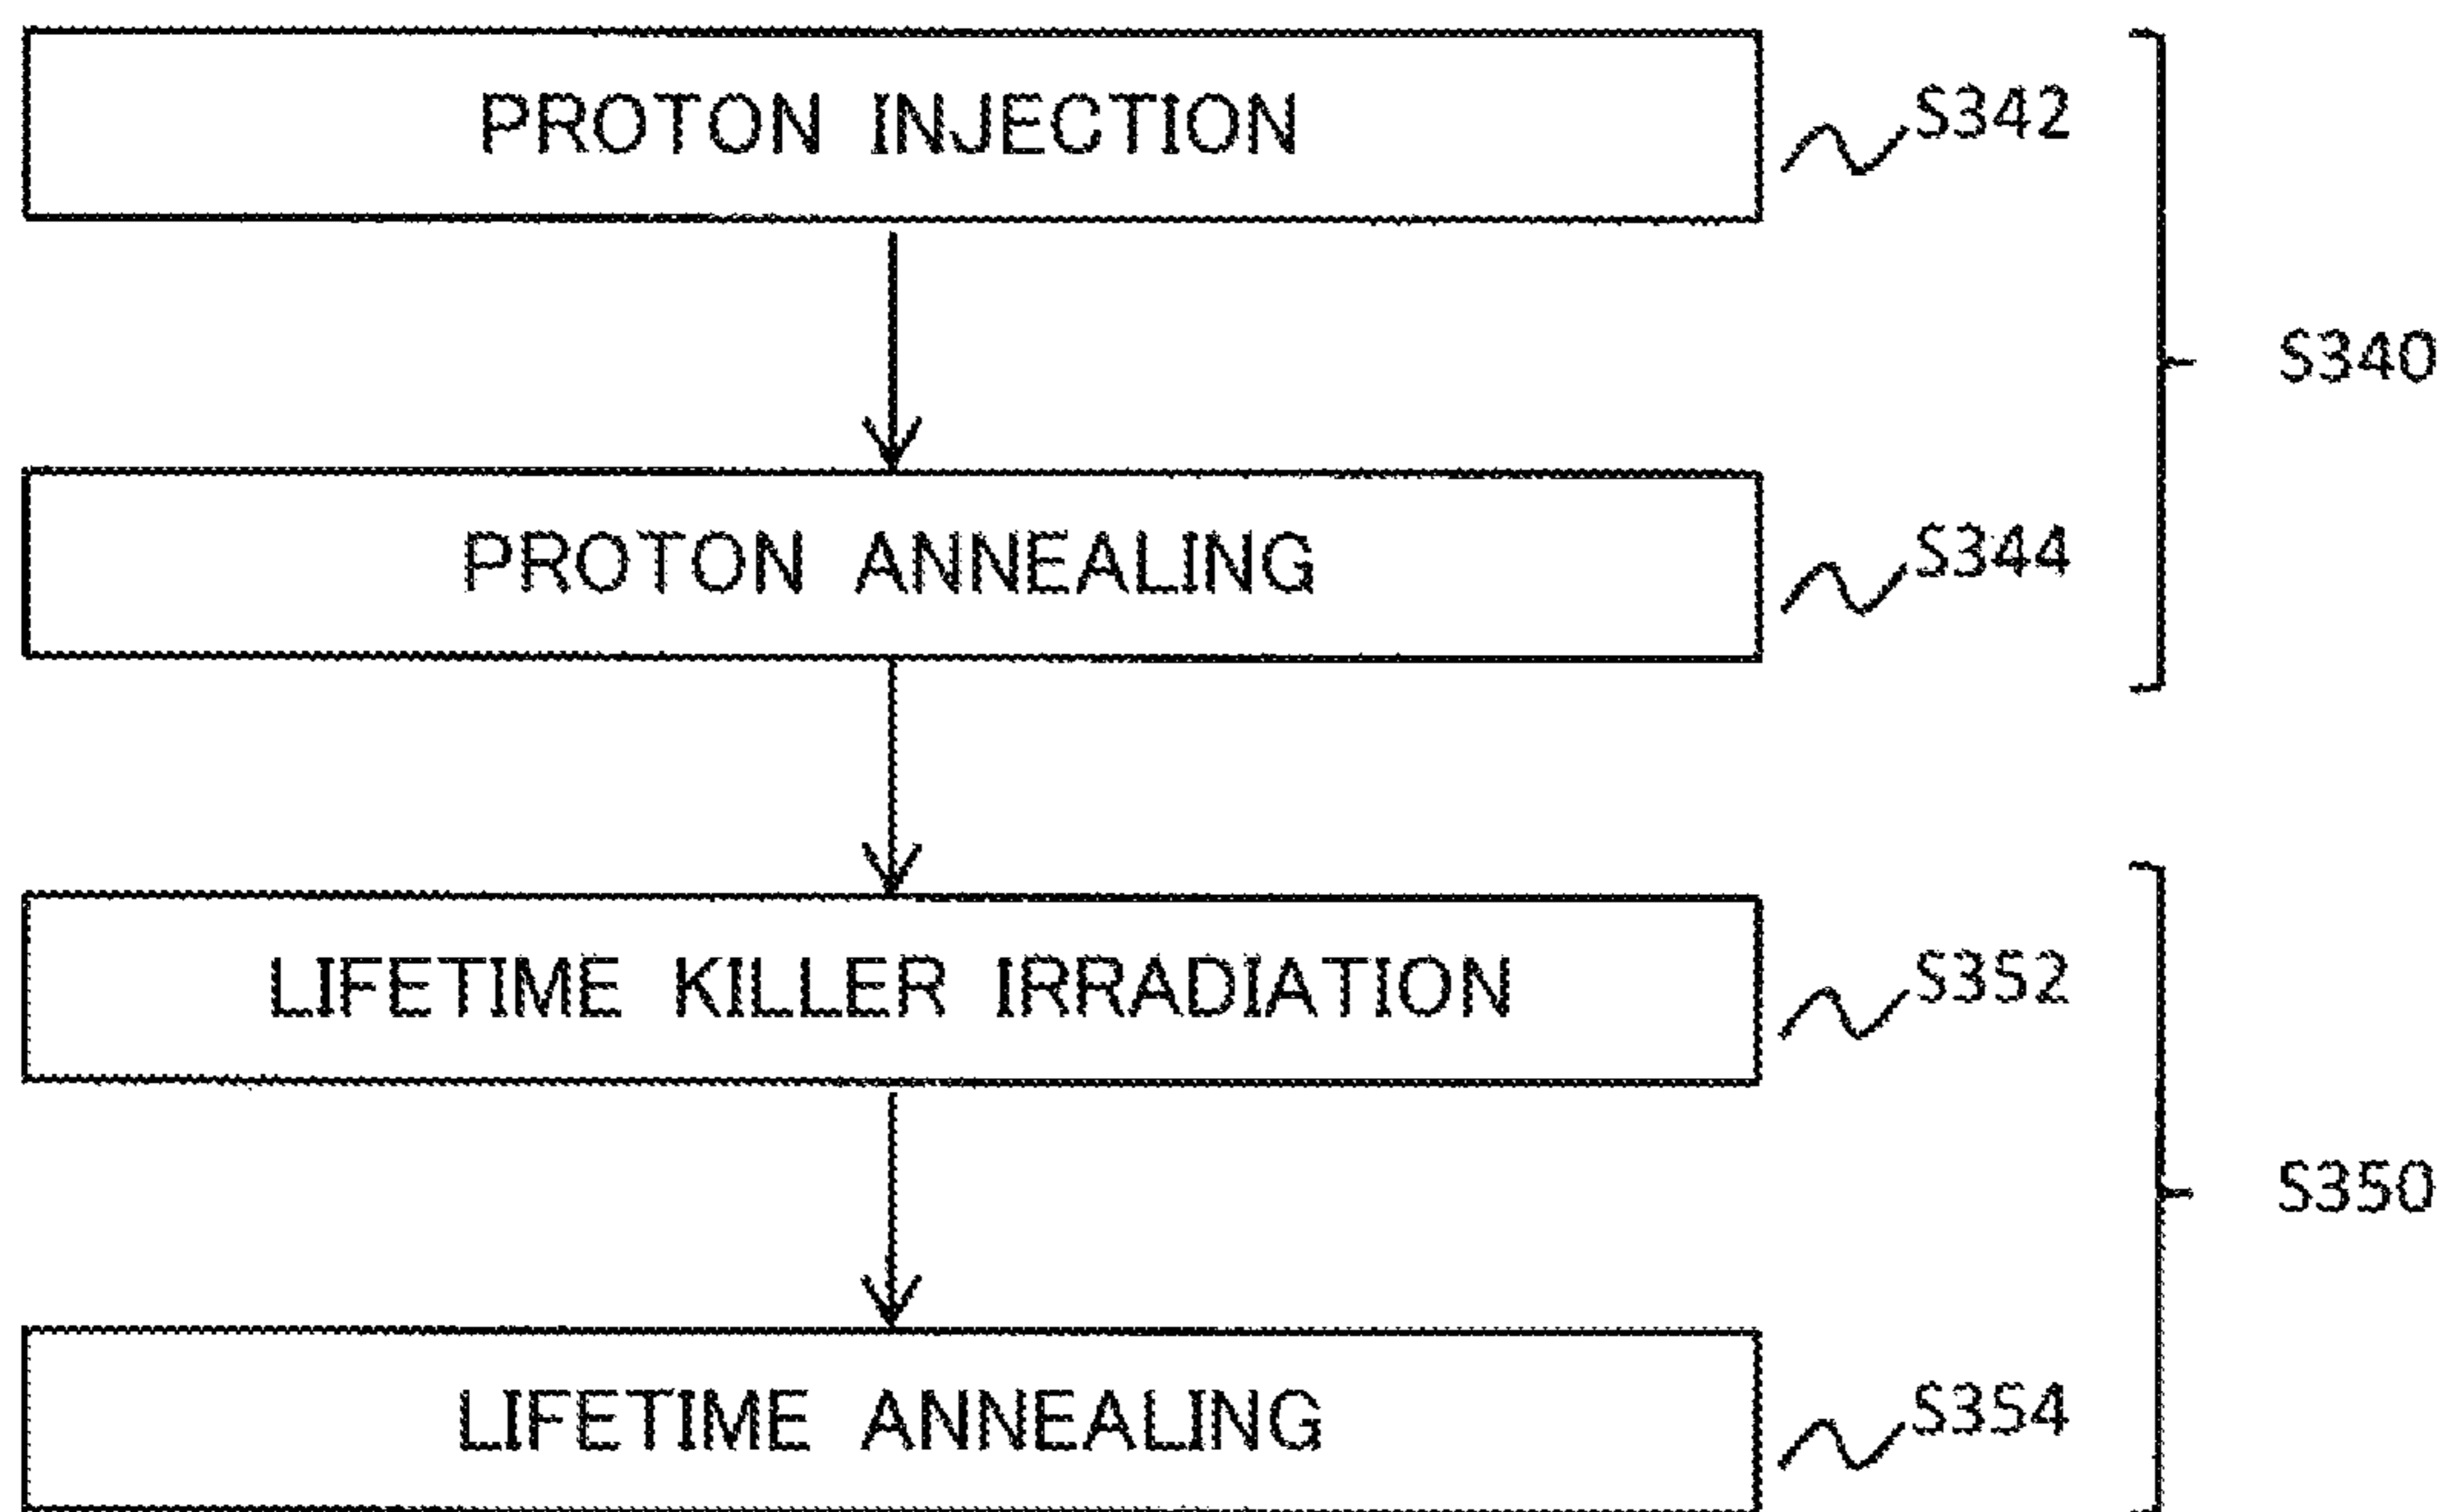 PROTON INJECTION
S342
S340
PROTON ANNEALING
S344
LIFETIME KILLER IRRADIATION
S352
S350
LIFETIME ANNEALING
S354